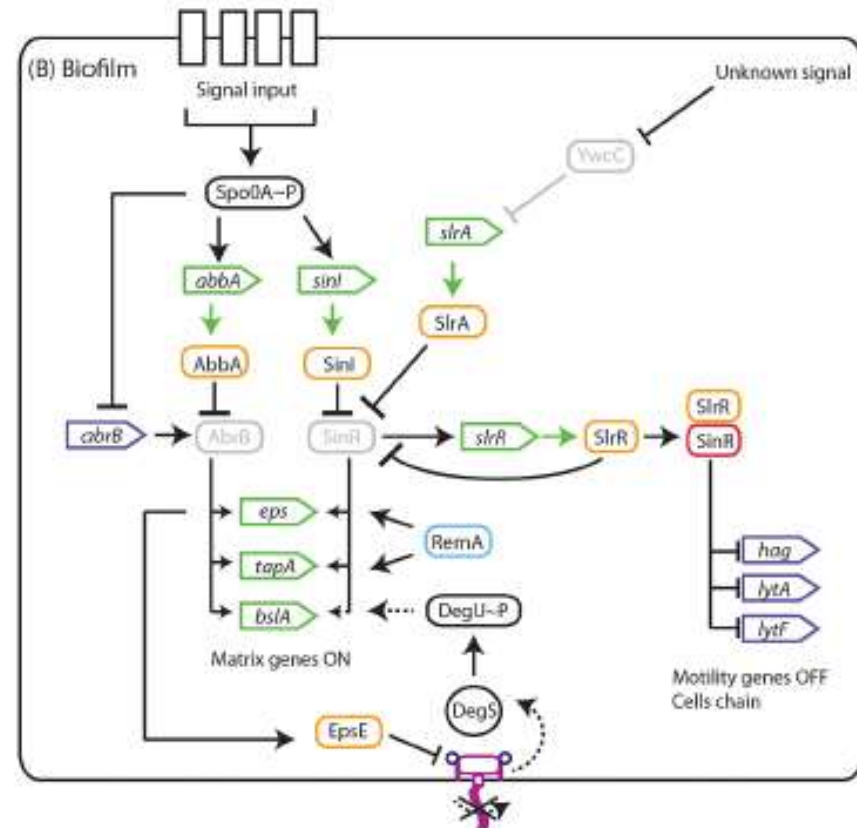 (B) Biofilm
Signal input
Unknown signal
YwcC
Spo0A~P
slrA
abbA
sinI
SlrA
AbbA
SinI
SlrR
abrB
AbrB
SinR
slrR
SlrR
SinR
eps
RemA
hag
tapA
lytA
bslA
DegU~P
lytF
Matrix genes ON
Motility genes OFF
Cells chain
DegS
EpsE